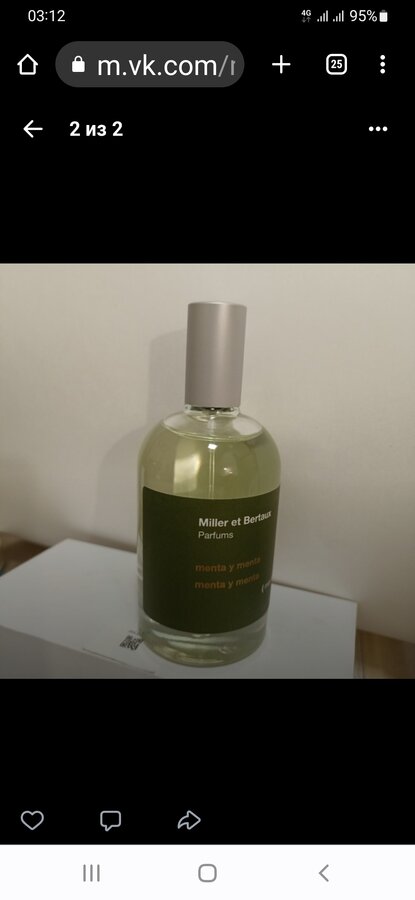 03:12
4G
95%
m.vk.com/
25
2 из 2
Miller et Bertaux
Parfums
menta y menta
menta y menta